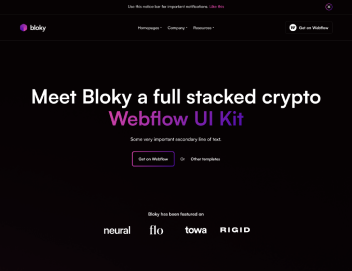 Use this notice bar for important notifications. Like this
bloky
Homepages Company Resources
Get on Webflow
Meet Bloky a full stacked crypto
Webflow UI Kit
Some very important secondary line of text.
Get on Webflow Or Other templates
Bloky has been featured on
neural flo towa RIGID